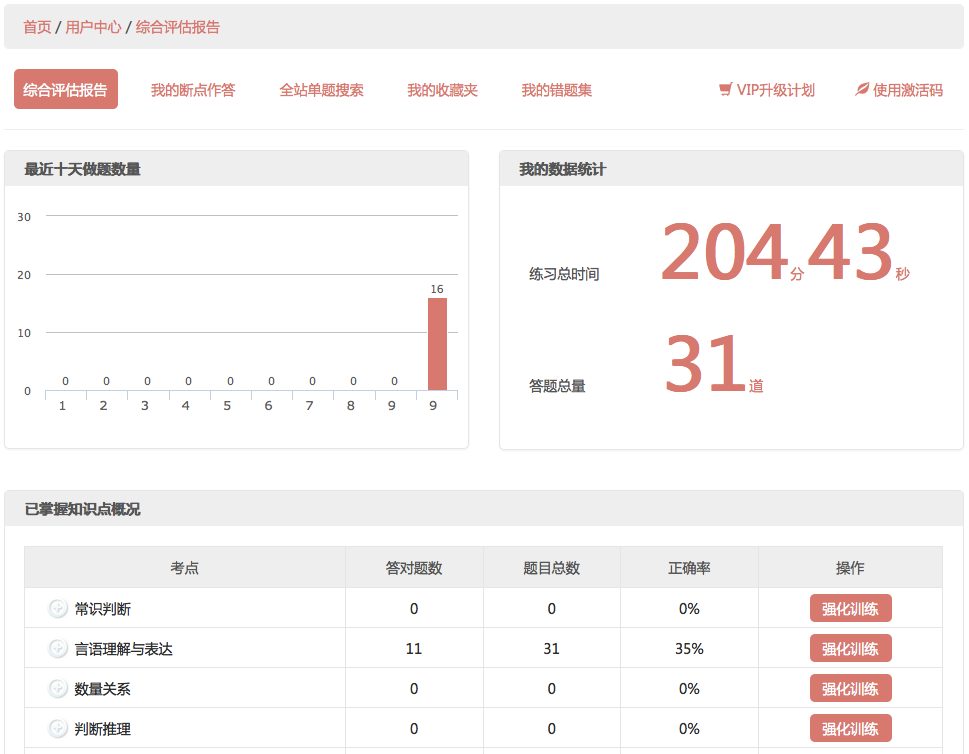 首页 / 用户中心 / 综合评估报告
综合评估报告 我的断点作答 全站单题搜索 我的收藏夹 我的错题集 VIP升级计划 使用激活码
最近十天做题数量
30
20
10
0
0 0 0 0 0 0 0 0 0 16
1 2 3 4 5 6 7 8 9 9
我的数据统计
练习总时间 204分43秒
答题总量 31道
已掌握知识点概况
考点 答对题数 题目总数 正确率 操作
常识判断 0 0 0% 强化训练
言语理解与表达 11 31 35% 强化训练
数量关系 0 0 0% 强化训练
判断推理 0 0 0% 强化训练